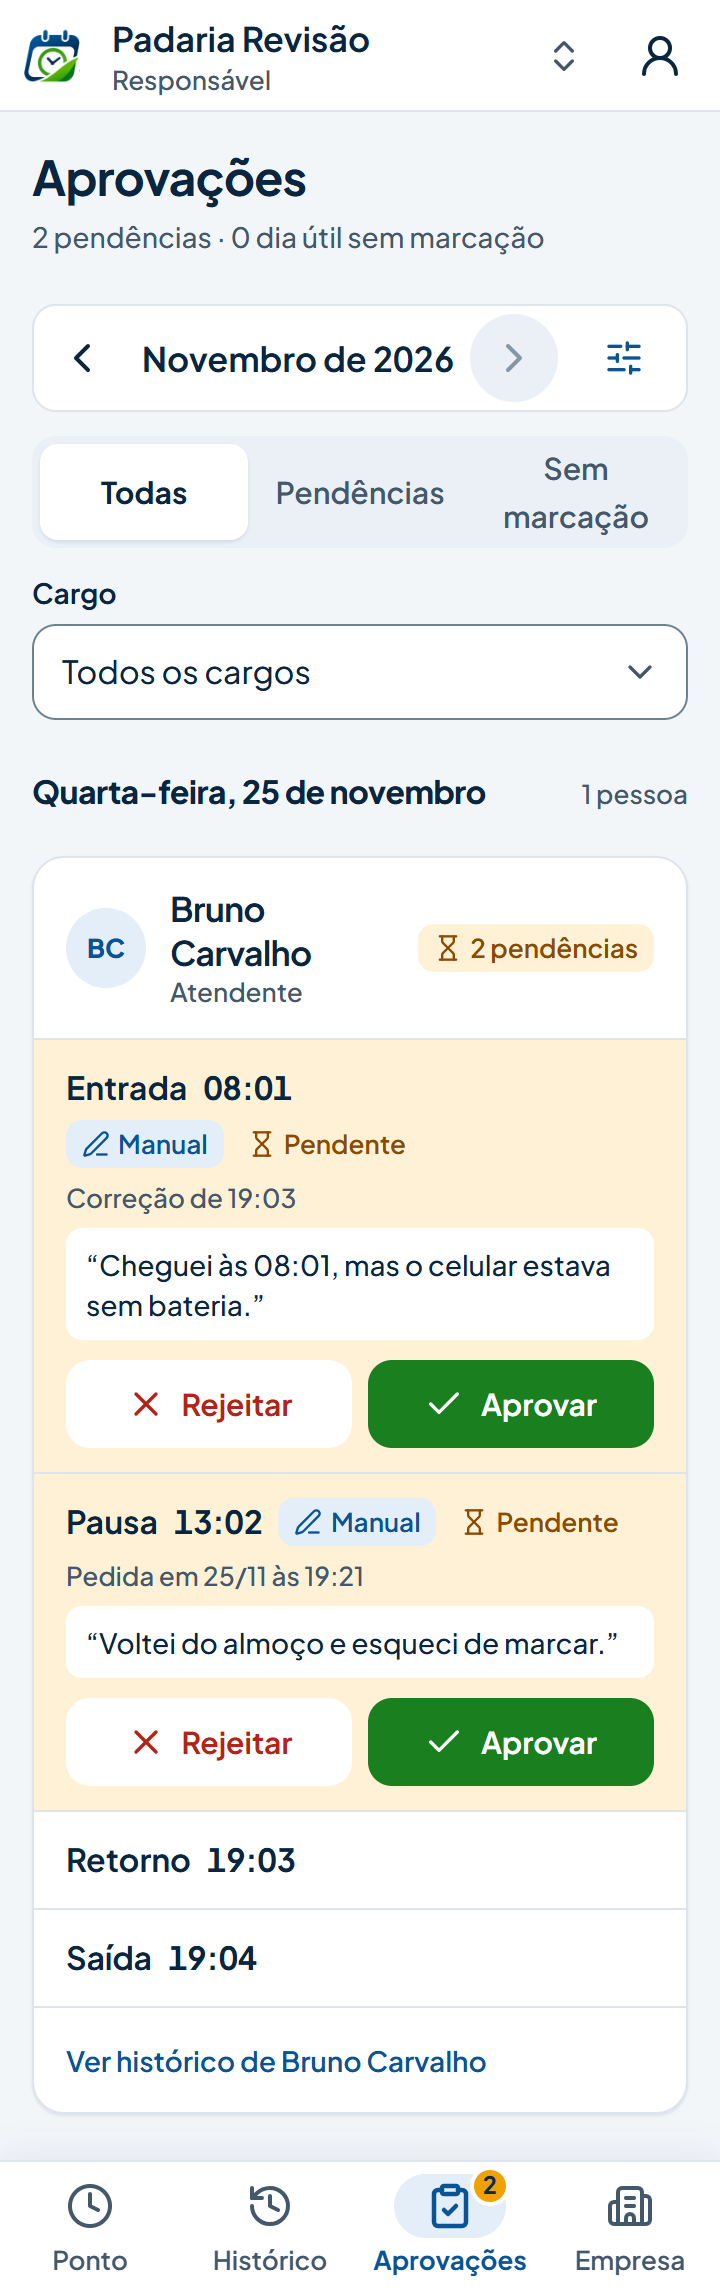 Padaria Revisão
Responsável
Aprovações
2 pendências · 0 dia útil sem marcação
Novembro de 2026
Todas
Pendências
Sem
marcação
Cargo
Todos os cargos
Quarta-feira, 25 de novembro
1 pessoa
BC
Bruno
Carvalho
Atendente
2 pendências
Entrada 08:01
Manual
Pendente
Correção de 19:03
“Cheguei às 08:01, mas o celular estava
sem bateria.”
Rejeitar
Aprovar
Pausa 13:02 Manual Pendente
Pedida em 25/11 às 19:21
“Voltei do almoço e esqueci de marcar.”
Rejeitar
Aprovar
Retorno 19:03
Saída 19:04
Ver histórico de Bruno Carvalho
2
Ponto
Histórico
Aprovações
Empresa